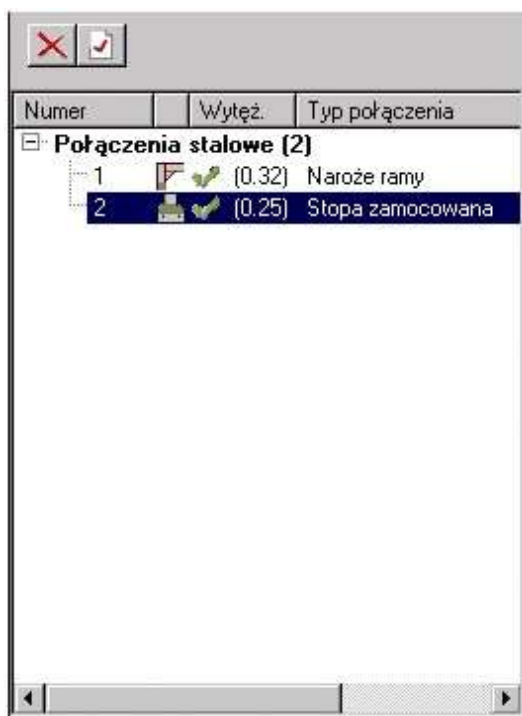 Numer Wytęż. Typ połączenia
Połączenia stalowe (2)
1 (0.32) Naroże ramy
2 (0.25) Stopa zamocowana